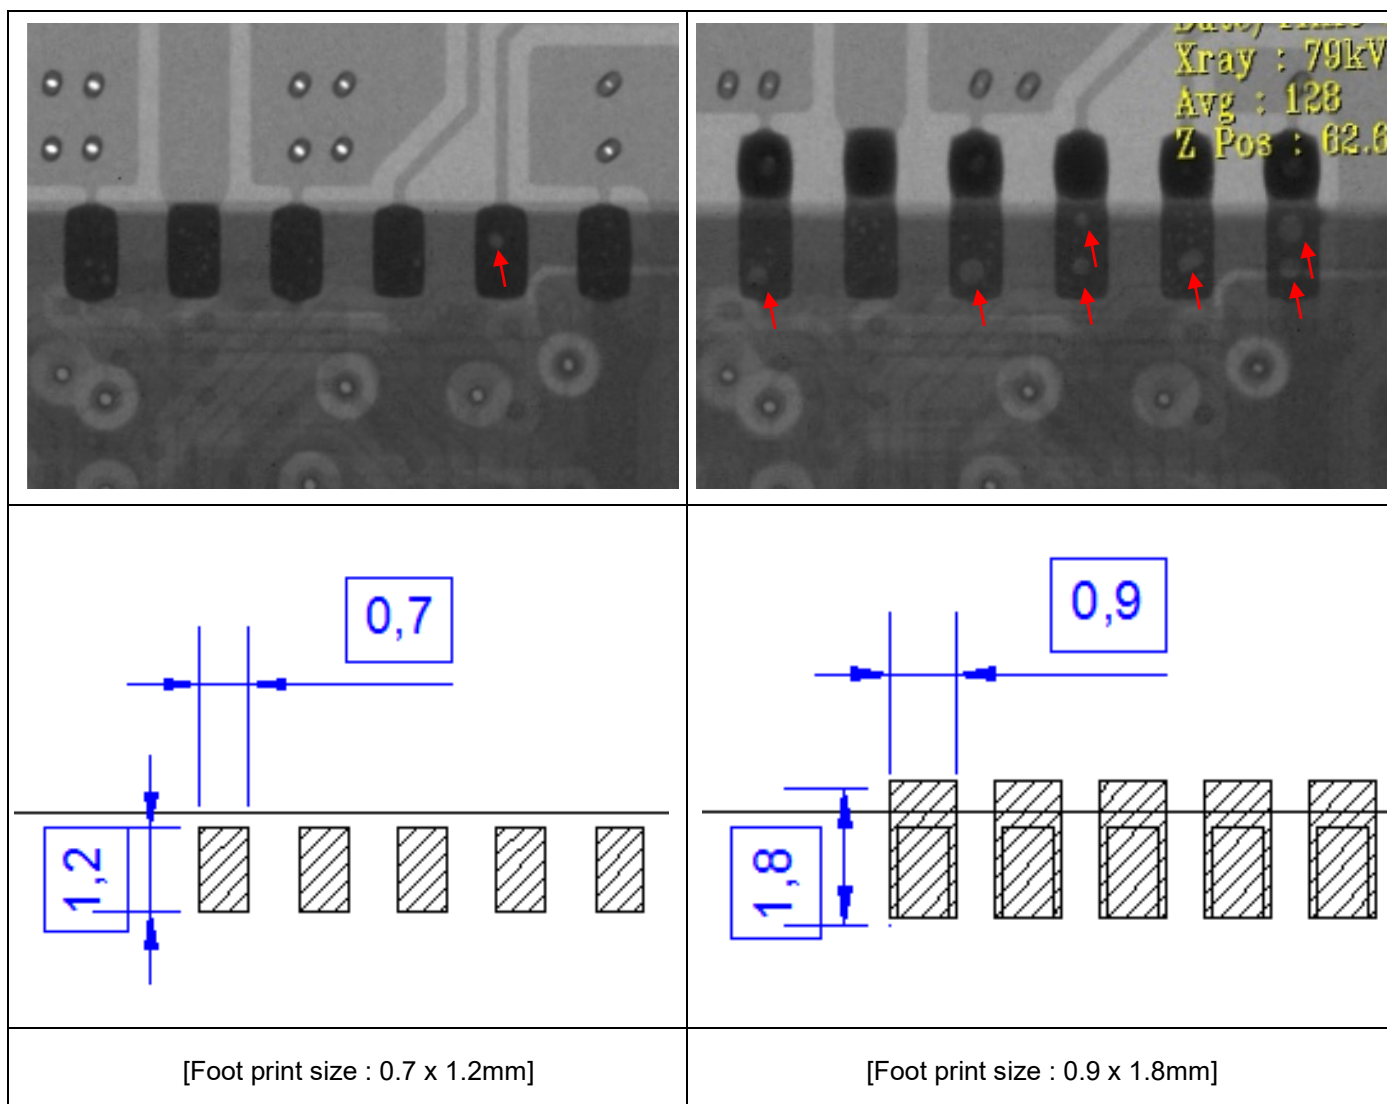 Xray : 79kV
Avg : 128
Z Pos : 62.6
0,7
0,9
1,2
1,8
[Foot print size : 0.7 x 1.2mm]
[Foot print size : 0.9 x 1.8mm]